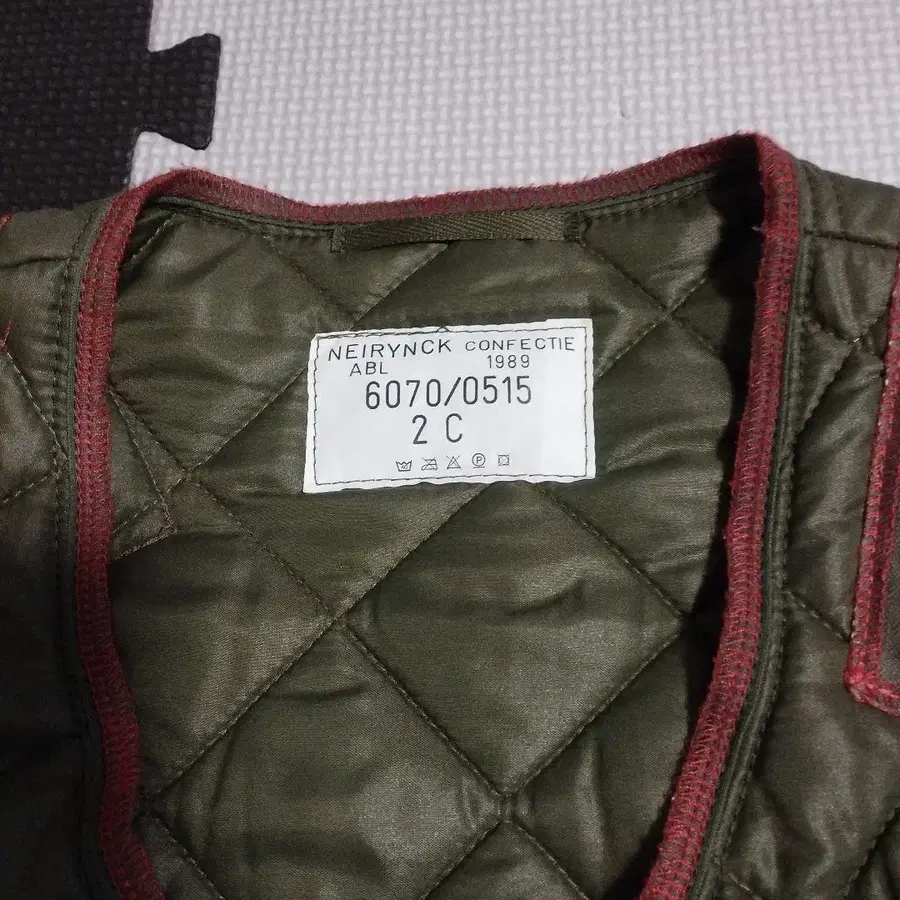 NEIRYNCK CONFECTIE
ABL 1989
6070/0515
2 C